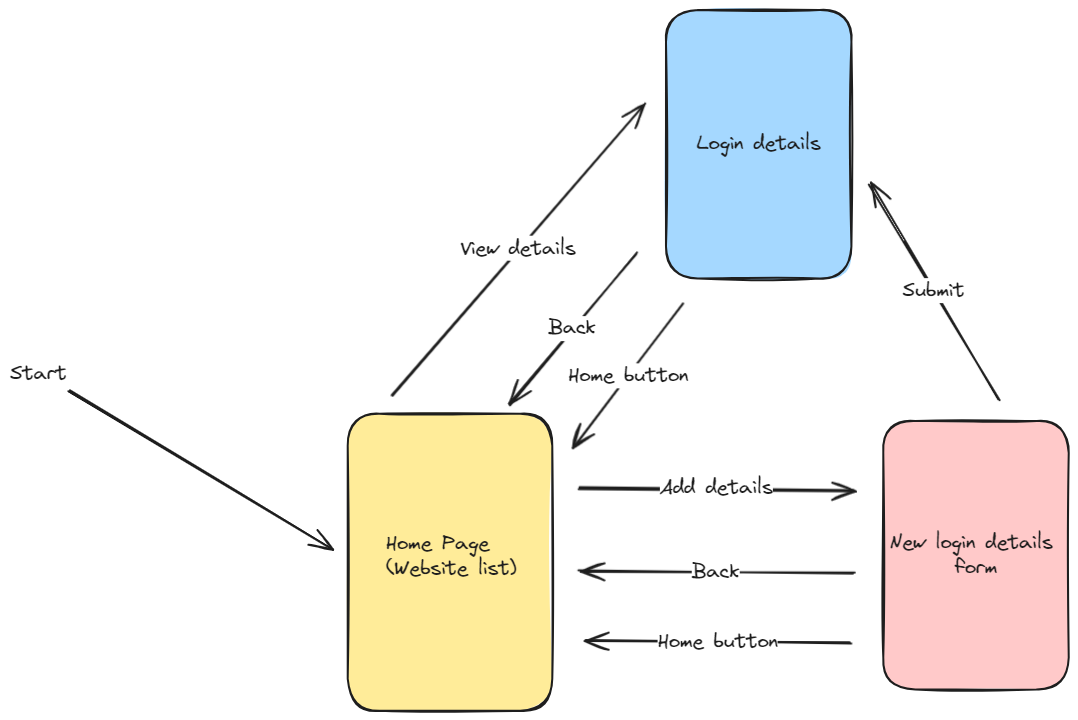 Login details
View details
Submit
Back
Start
Home button
Add details
Home Page
(Website list)
New login details
form
Back
Home button